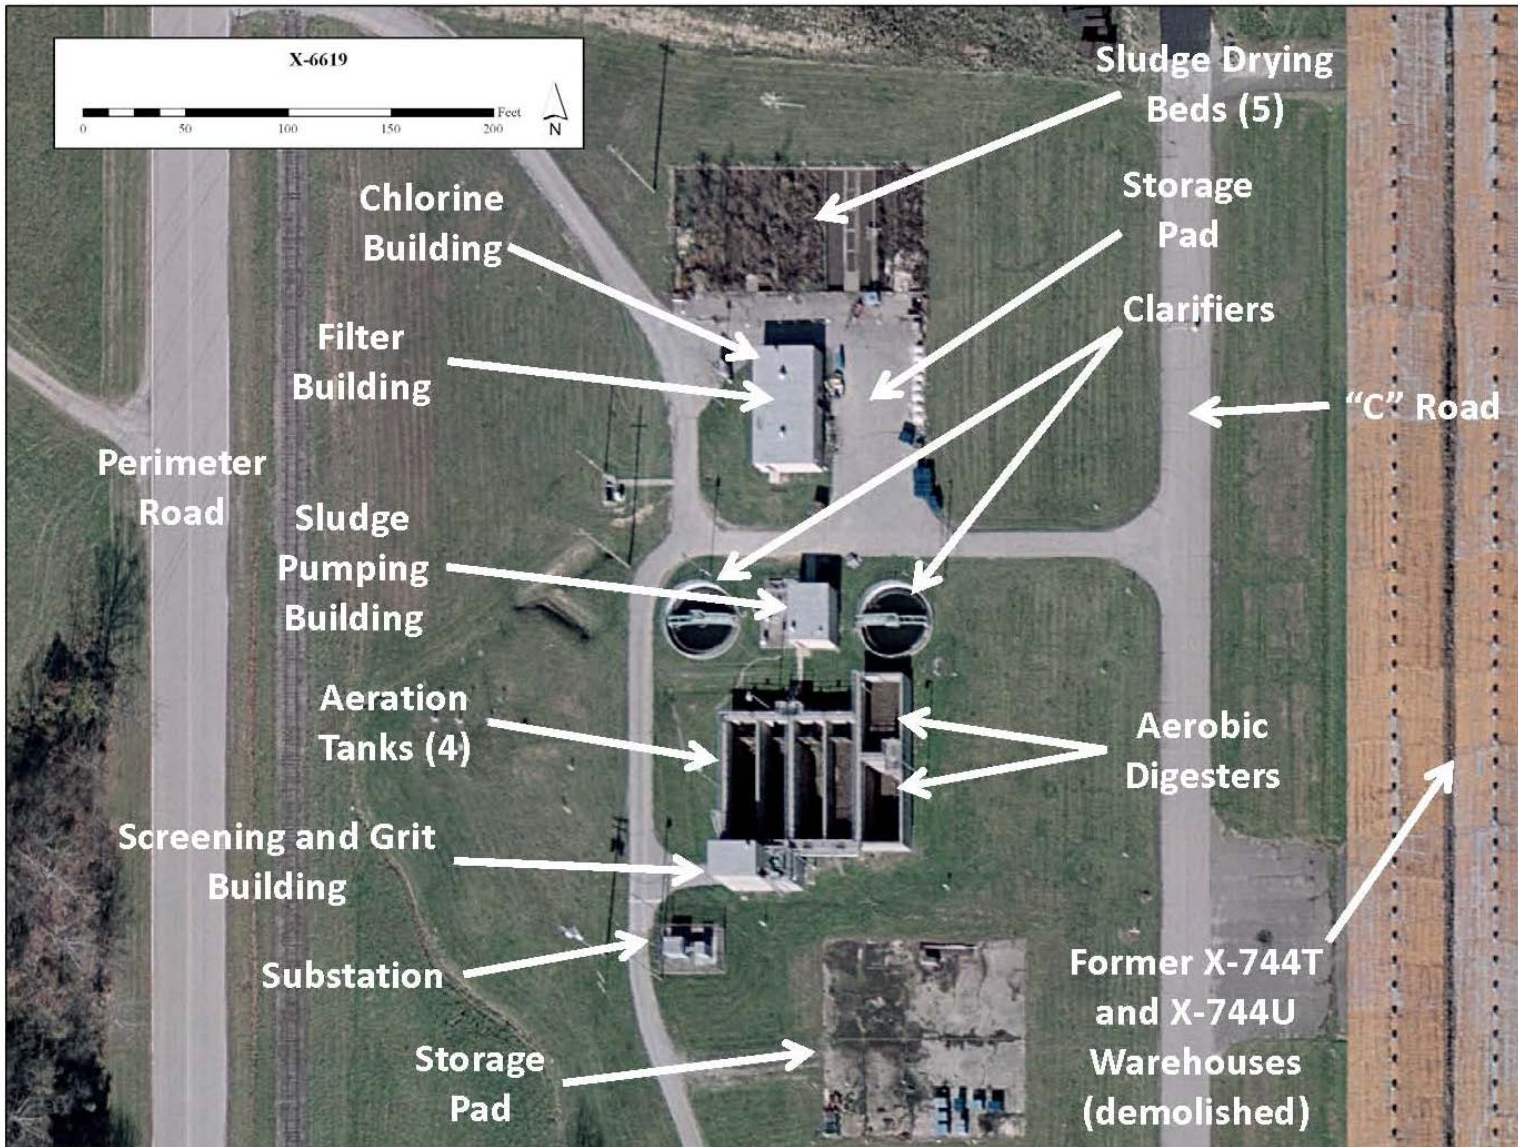 X-6619
Feet
0 50 100 150 200
N
Sludge Drying
Beds (5)
Chlorine
Building
Storage
Pad
Filter
Building
Clarifiers
"C" Road
Perimeter
Road
Sludge
Pumping
Building
Aeration
Tanks (4)
Aerobic
Digesters
Screening and Grit
Building
Substation
Former X-744T
and X-744U
Warehouses
(demolished)
Storage
Pad